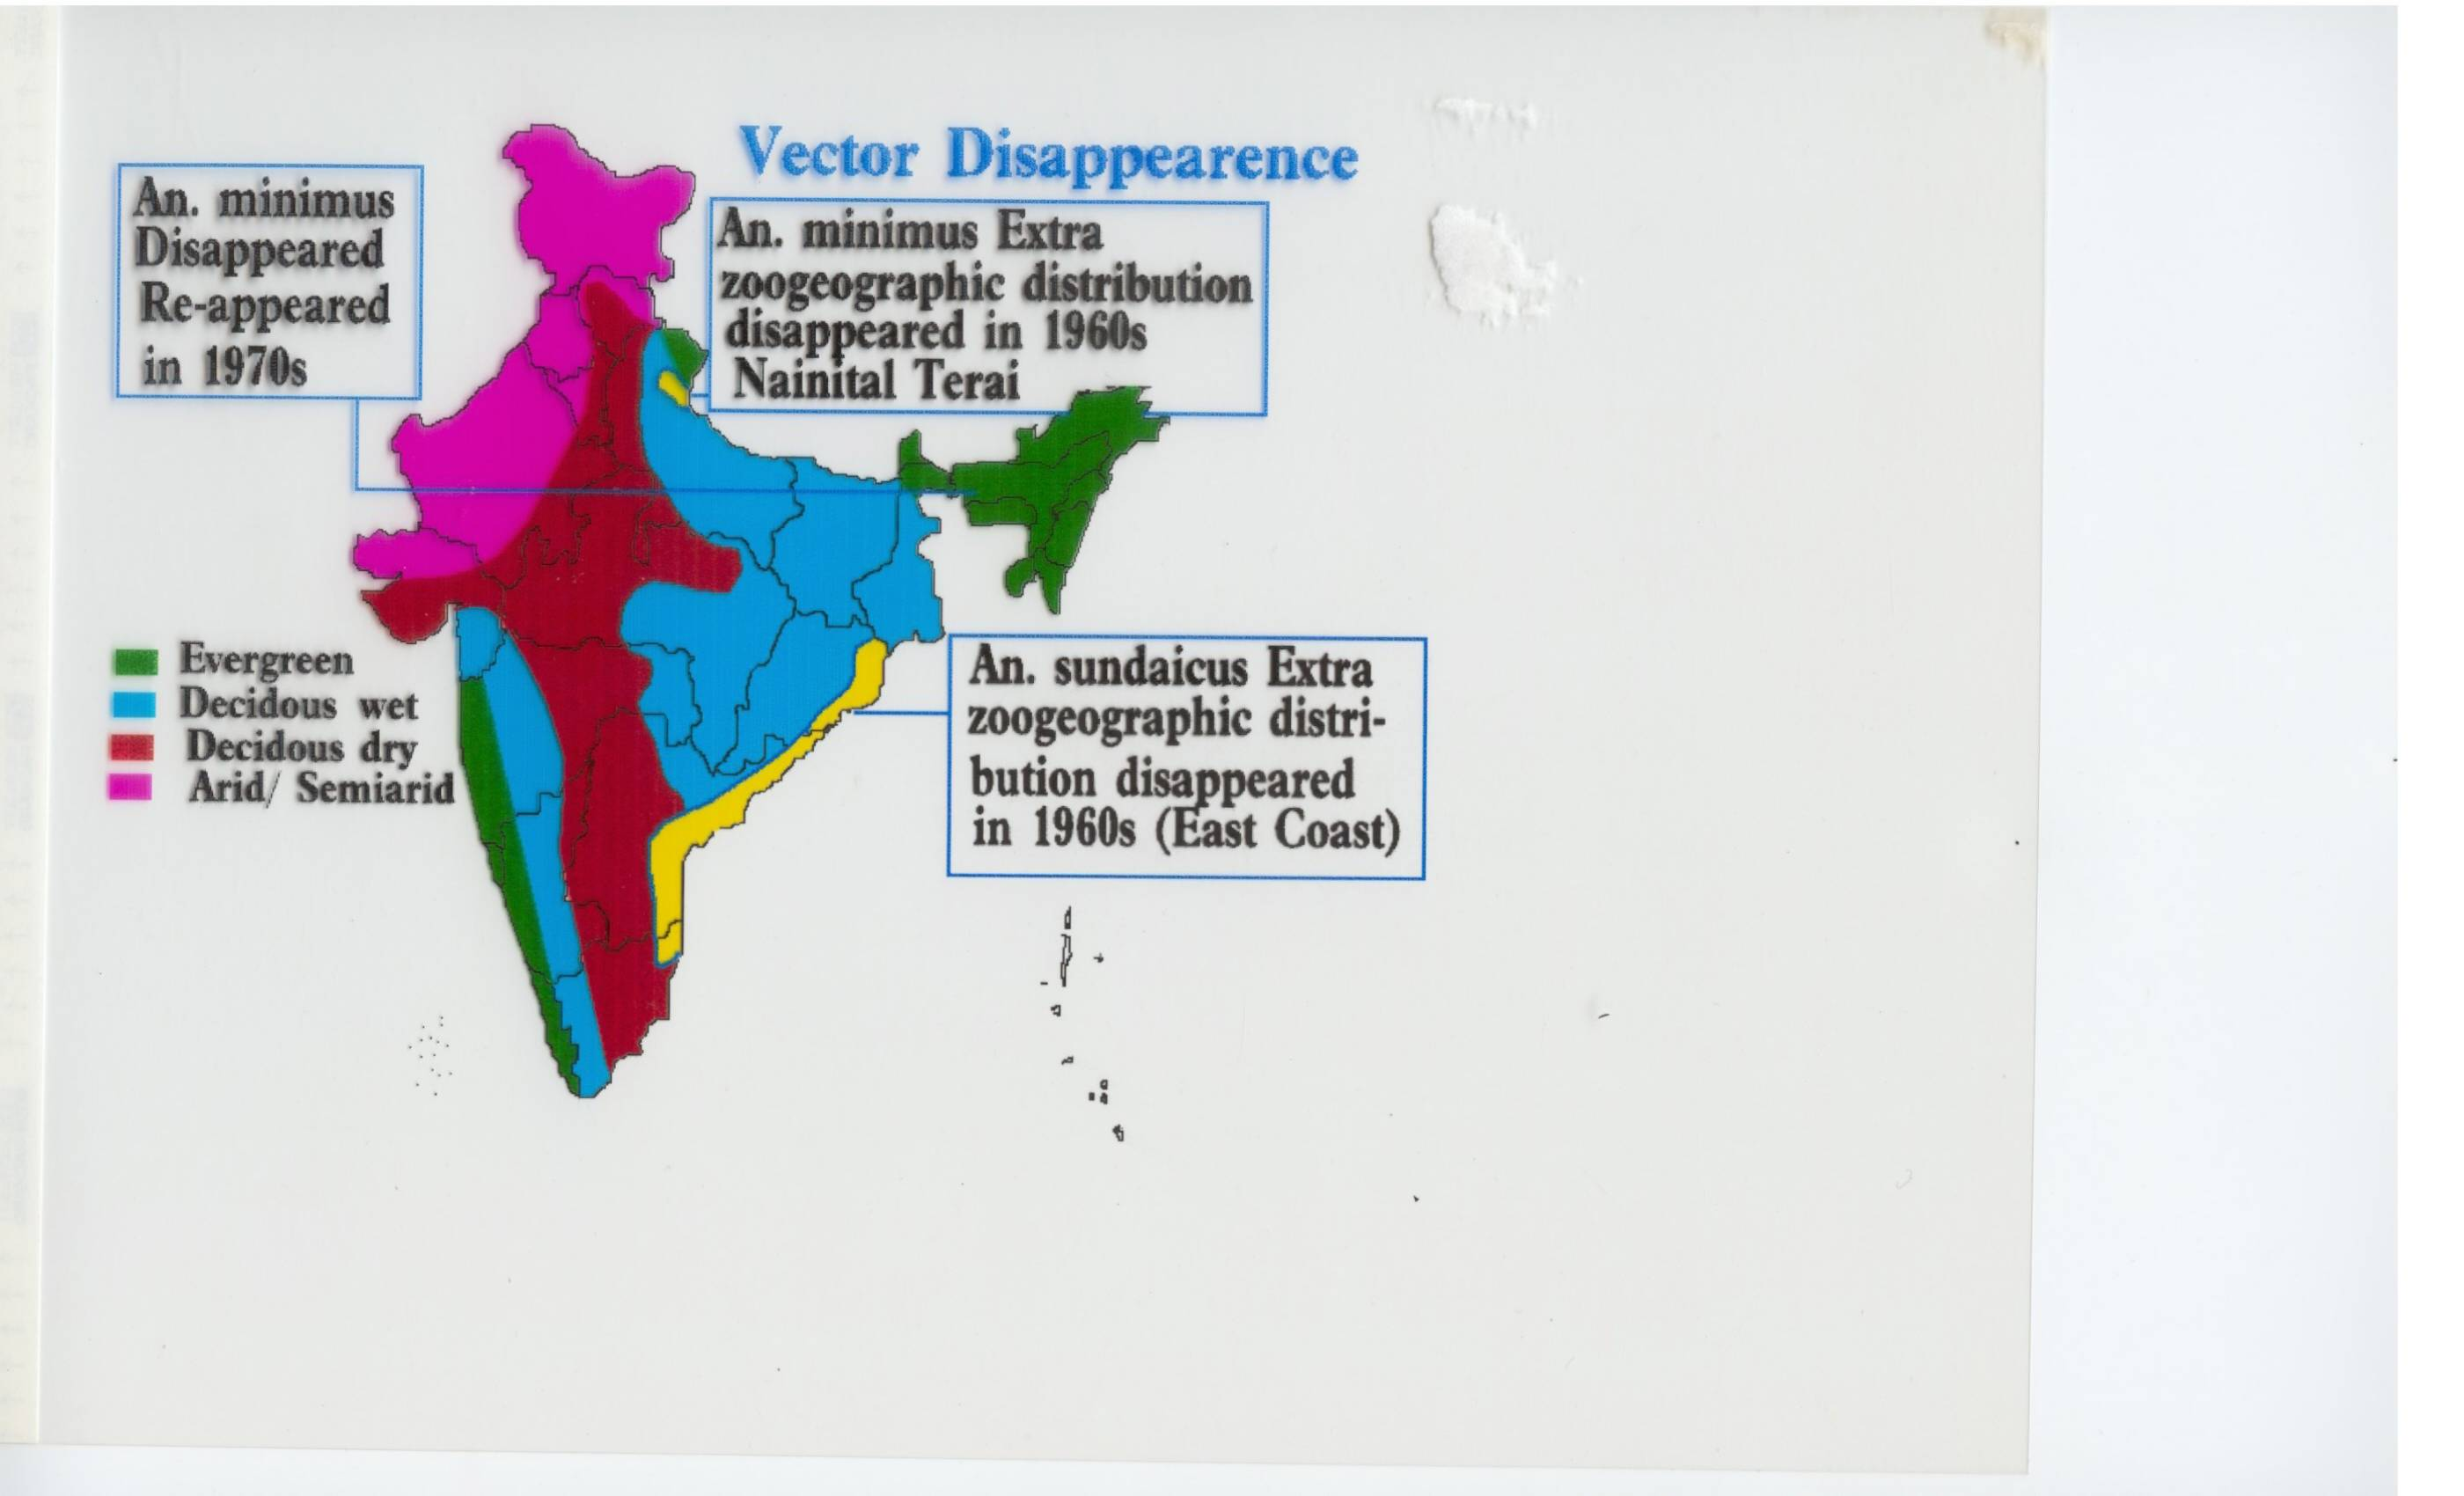 Vector Disappearence
An. minimus
Disappeared
Re-appeared
in 1970s
An. minimus Extra
zoogeographic distribution
disappeared in 1960s
Nainital Terai
Evergreen
Decidous wet
Decidous dry
Arid/ Semiarid
An. sundaicus Extra
zoogeographic distri-
bution disappeared
in 1960s (East Coast)